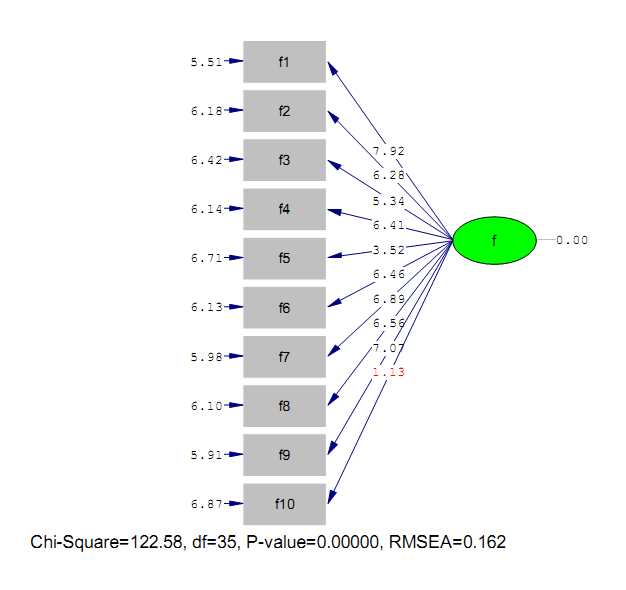 5.51 f1
6.18 f2
7.92
6.42 f3
6.28
5.34
6.14 f4
6.41
f 0.00
3.52
6.71 f5
6.46
6.89
6.13 f6
6.56
7.07
5.98 f7
1.13
6.10 f8
5.91 f9
6.87 f10
Chi-Square=122.58, df=35, P-value=0.00000, RMSEA=0.162